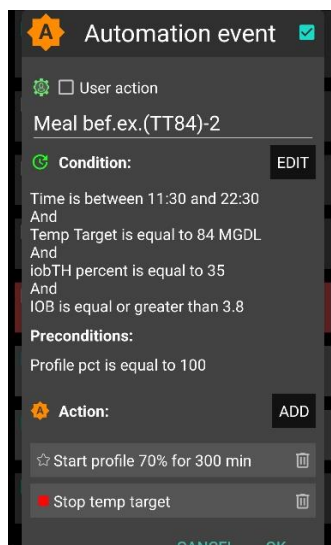 Automation event
User action
Meal bef.ex.(TT84)-2
Condition:
EDIT
Time is between 11:30 and 22:30
And
Temp Target is equal to 84 MGDL
And
iobTH percent is equal to 35
And
IOB is equal or greater than 3.8
Preconditions:
Profile pct is equal to 100
Action:
ADD
Start profile 70% for 300 min
Stop temp target
CANCEL OK